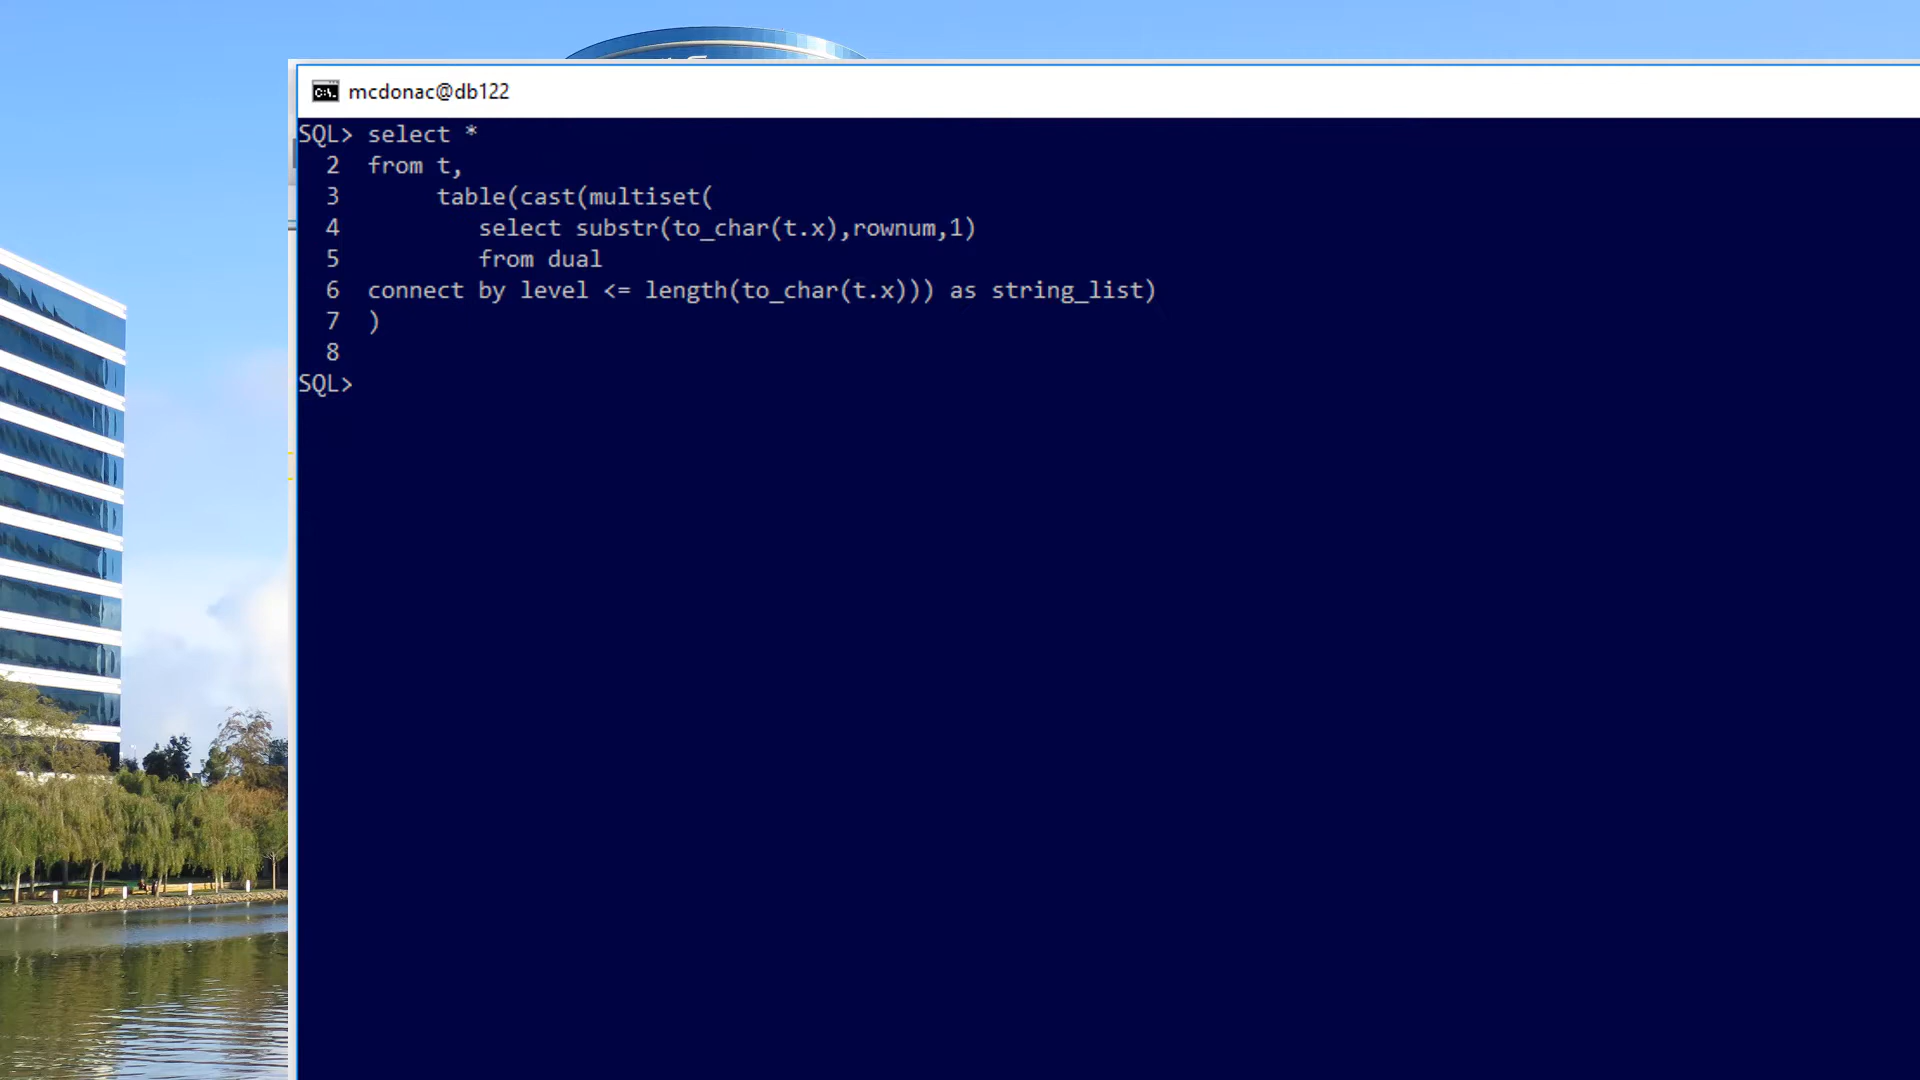 mcdonac@db122
SQL> select *
  2  from t,
  3       table(cast(multiset(
  4          select substr(to_char(t.x),rownum,1)
  5          from dual
  6  connect by level <= length(to_char(t.x))) as string_list)
  7  )
  8
SQL>